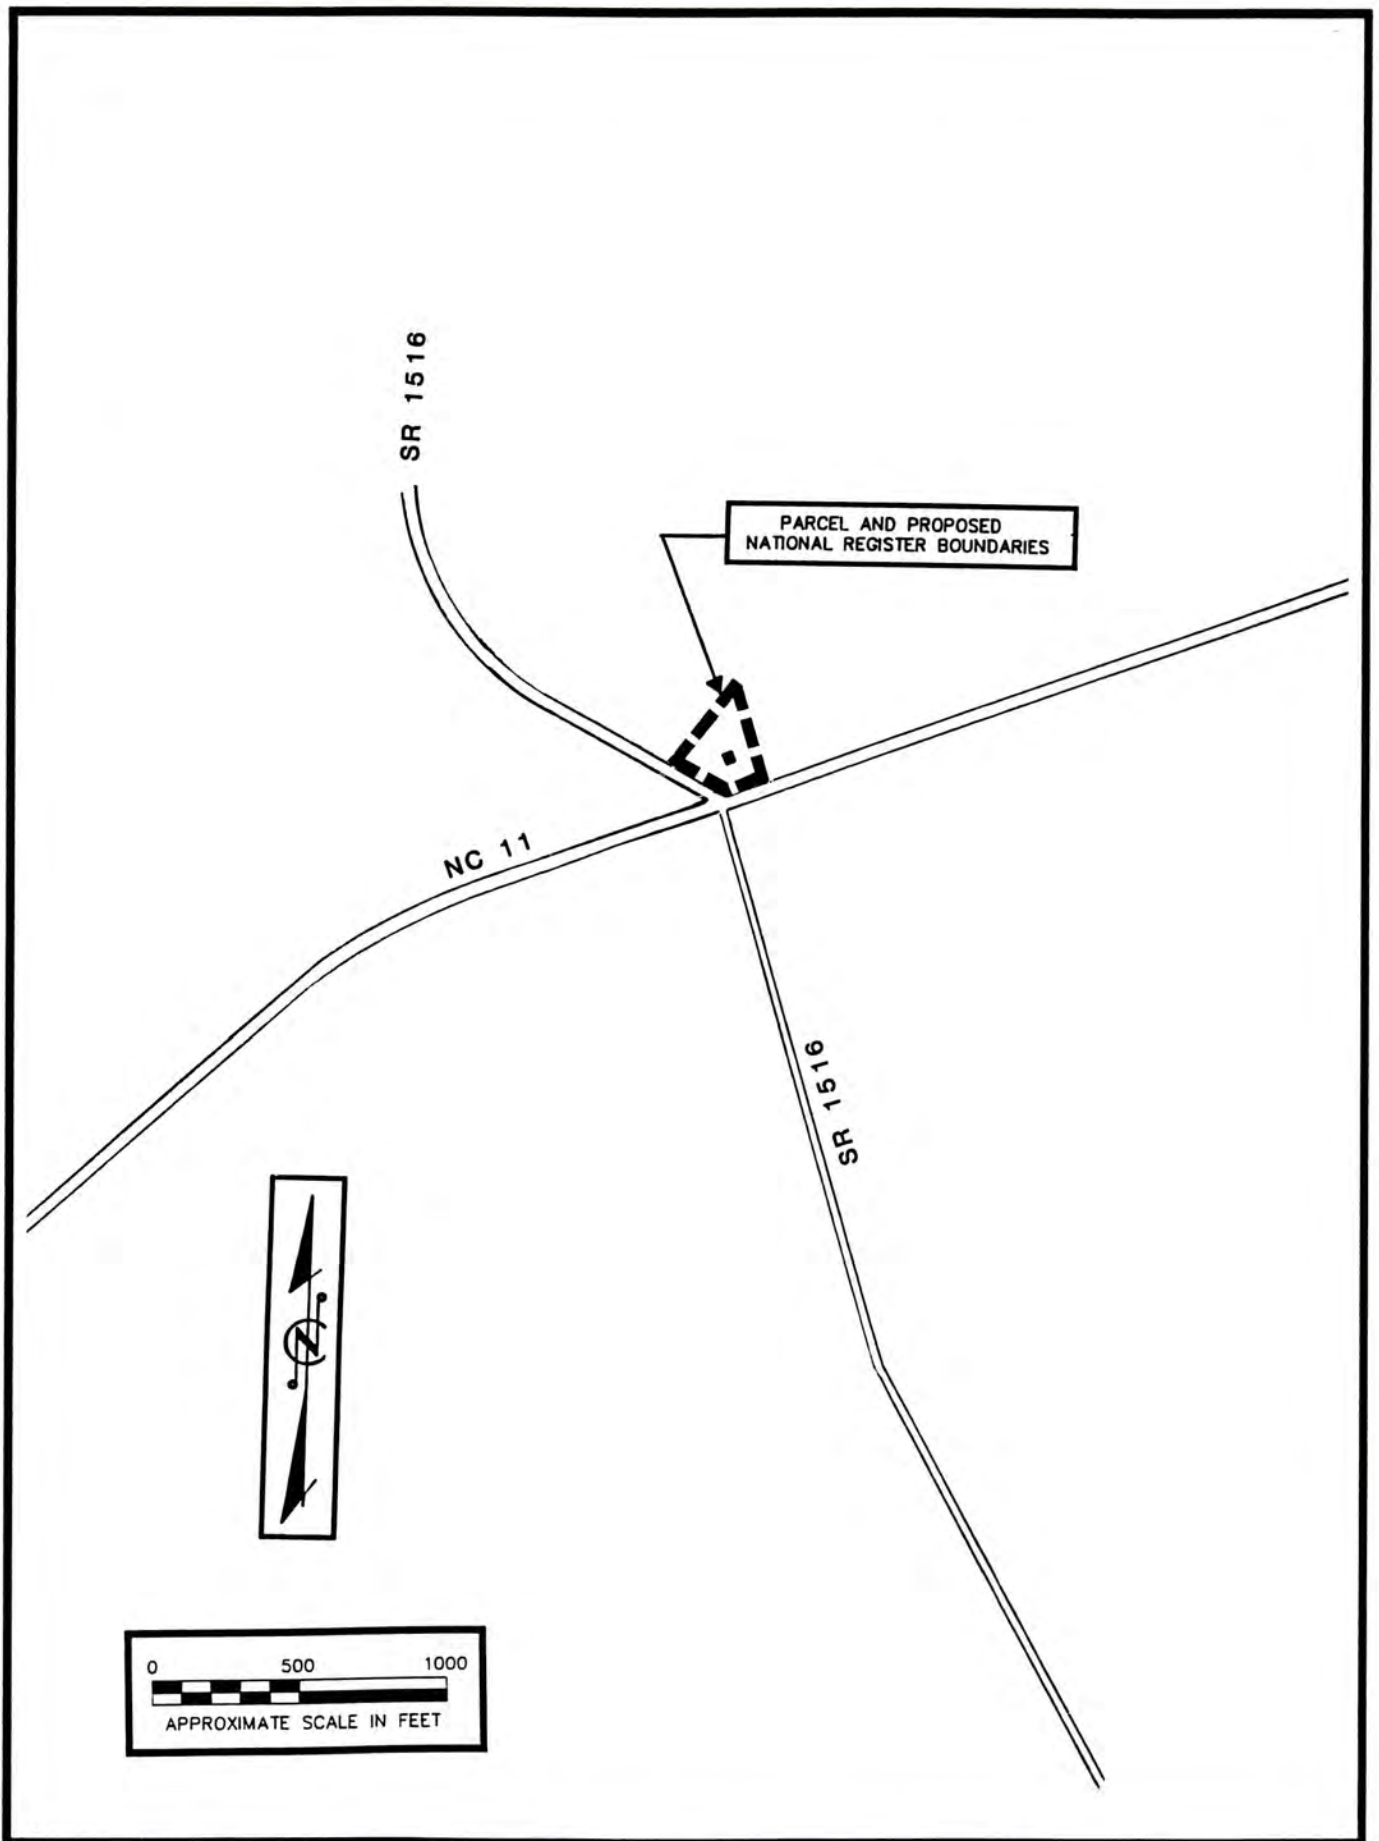 SR 1516
PARCEL AND PROPOSED
NATIONAL REGISTER BOUNDARIES
NC 11
SR 1516
N
0 500 1000
APPROXIMATE SCALE IN FEET